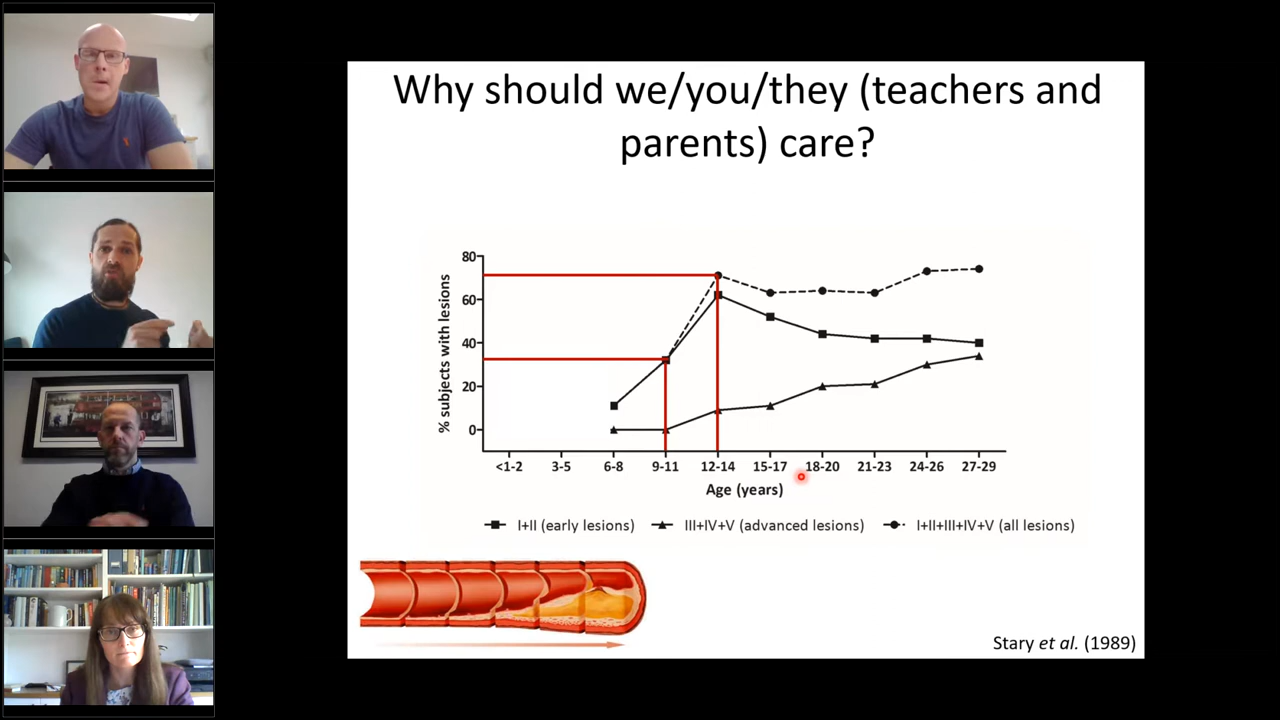 Why should we/you/they (teachers and
parents) care?
% subjects with lesions
80
60
40
20
0
<1-2 3-5 6-8 9-11 12-14 15-17 18-20 21-23 24-26 27-29
Age (years)
I+II (early lesions) III+IV+V (advanced lesions) I+II+III+IV+V (all lesions)
Stary et al. (1989)